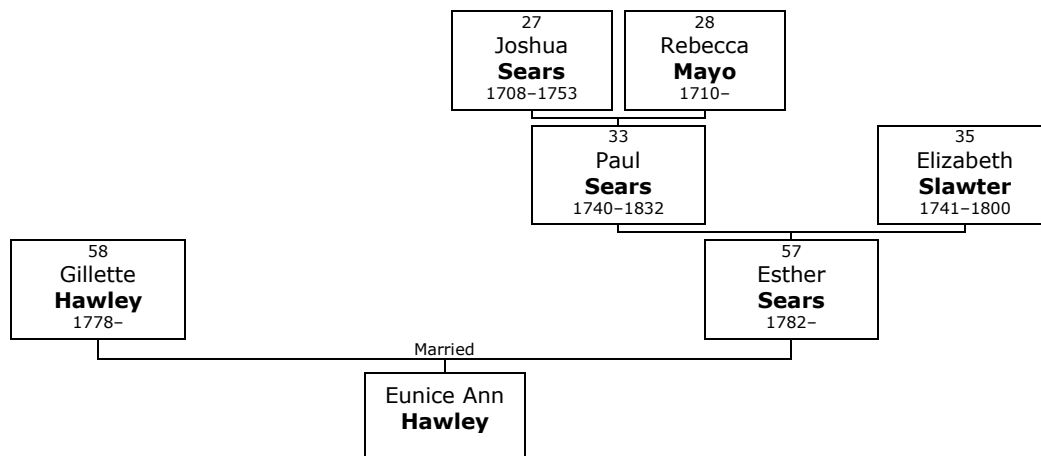 27
Joshua
Sears
1708–1753
28
Rebecca
Mayo
1710–
33
Paul
Sears
1740–1832
35
Elizabeth
Slawter
1741–1800
58
Gillette
Hawley
1778–
57
Esther
Sears
1782–
Married
Eunice Ann
Hawley